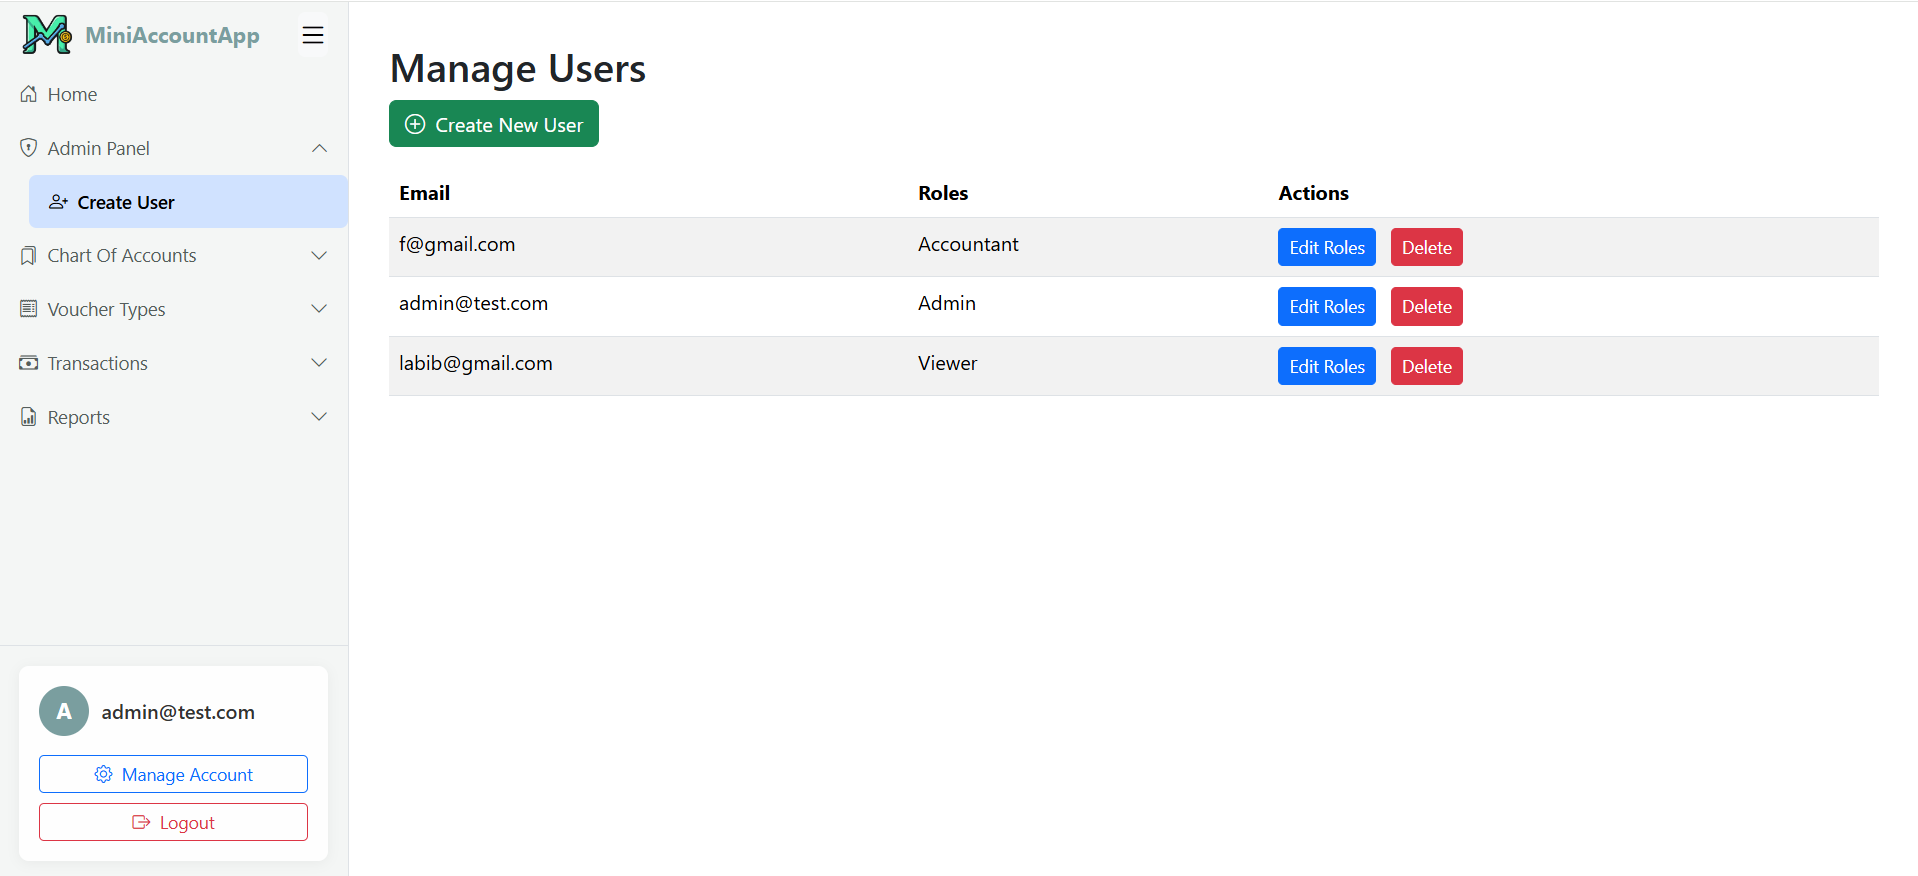 MiniAccountApp
Home
Admin Panel
Create User
Chart Of Accounts
Voucher Types
Transactions
Reports
A admin@test.com
Manage Account
Logout
Manage Users
Create New User
Email Roles Actions
f@gmail.com Accountant Edit Roles Delete
admin@test.com Admin Edit Roles Delete
labib@gmail.com Viewer Edit Roles Delete